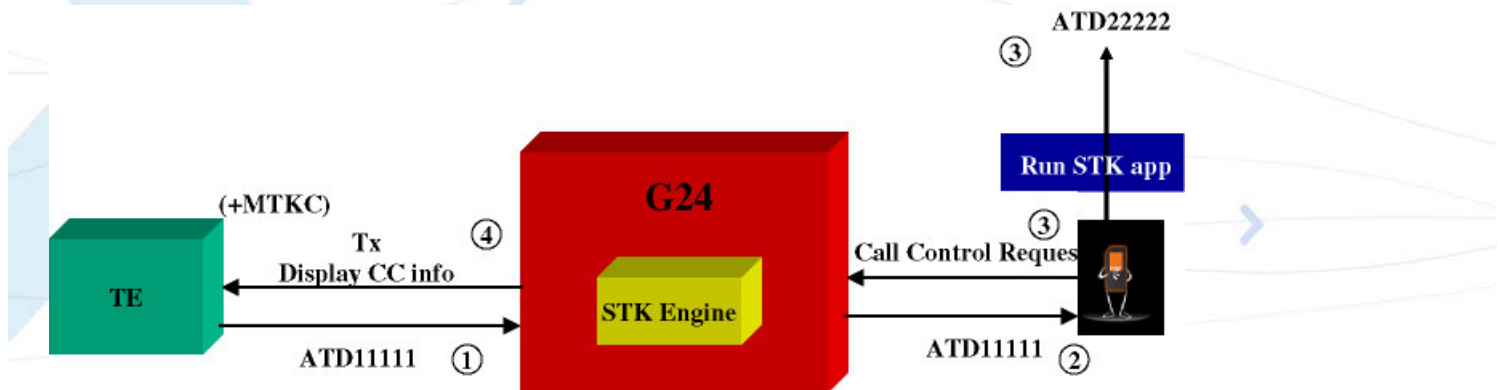 ATD22222
③
Run STK app
G24
(+MTKC)
④
③
Tx
Display CC info
Call Control Reques
TE
STK Engine
ATD11111
①
ATD11111
②